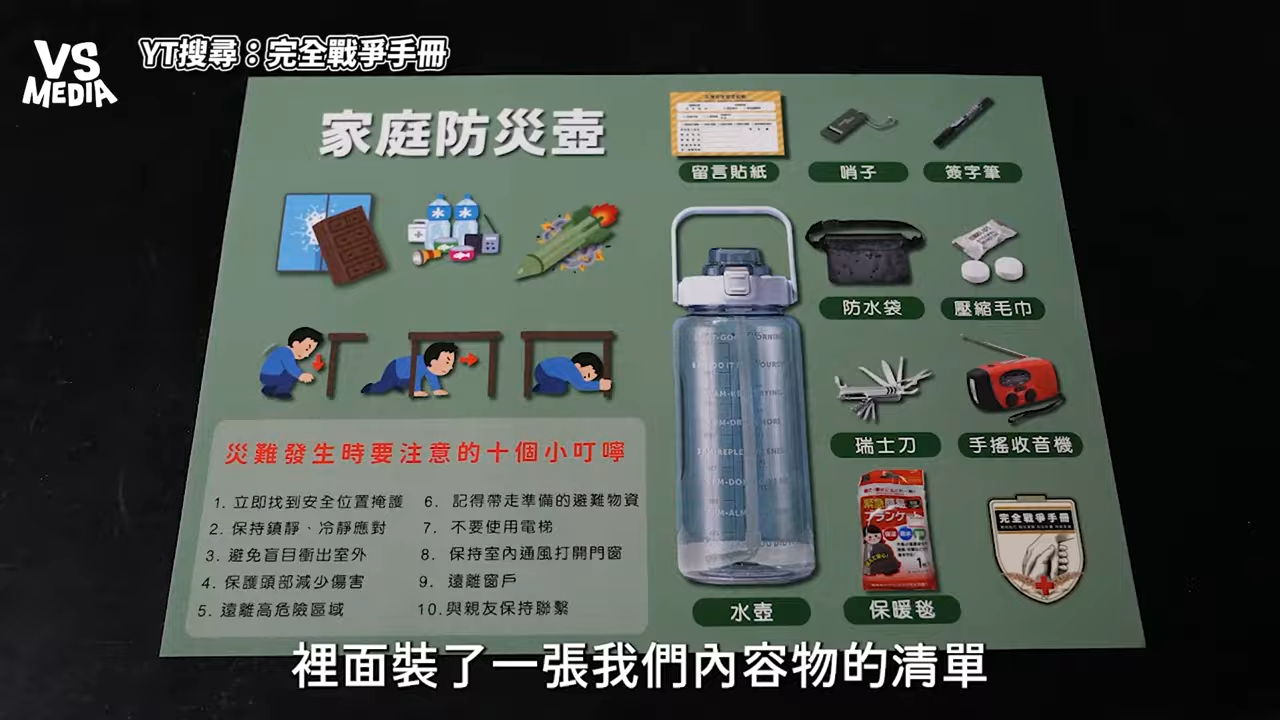 VS
MEDIA
YT搜尋：完全戰爭手冊
家庭防災壺
留言貼紙
哨子
簽字筆
防水袋
壓縮毛巾
瑞士刀
手搖收音機
水壺
保暖毯
完全戰爭手冊
災難發生時要注意的十個小叮嚀
1. 立即找到安全位置掩護
2. 保持鎮靜、冷靜應對
3. 避免盲目衝出室外
4. 保護頭部減少傷害
5. 遠離高危險區域
6. 記得帶走準備的避難物資
7. 不要使用電梯
8. 保持室內通風打開門窗
9. 遠離窗戶
10.與親友保持聯繫
裡面裝了一張我們內容物的清單